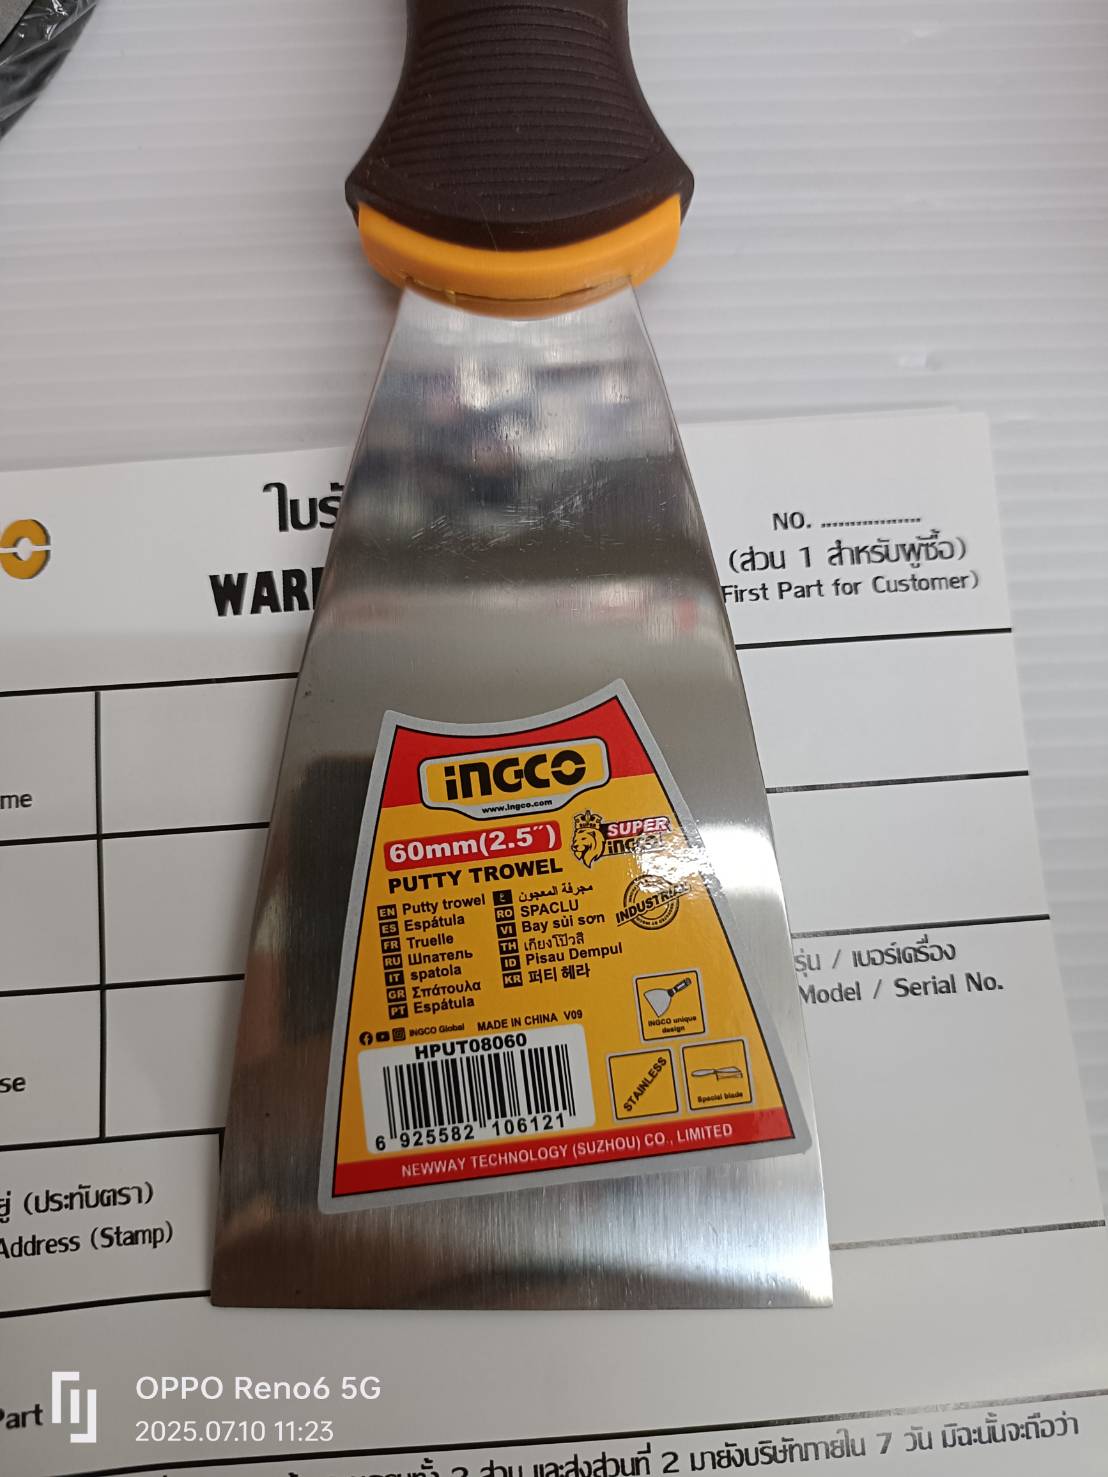 ใบรั
WARR
NO. ................
(ส่วน 1 สำหรับผู้ซื้อ)
First Part for Customer)
me
INGCO
www.ingco.com
60mm(2.5″)
SUPER
INGCO
PUTTY TROWEL
INDUSTRIAL
EN Putty trowel
ES Espátula
FR Truelle
RU Шпатель
IT spatola
GR Σπάτουλα
PT Espátula
ع مجرفة المعجون
RO SPACLU
VI Bay sủi sơn
TH เกียงโป๊วสี
ID Pisau Dempul
KR 퍼티 헤라
INGCO Global MADE IN CHINA V09
HPUT08060
6 925582 106121
INGCO unique
design
STAINLESS
Special blade
NEWWAY TECHNOLOGY (SUZHOU) CO., LIMITED
รุ่น / เบอร์เครื่อง
Model / Serial No.
se
ยู่ (ประทับตรา)
Address (Stamp)
Part
OPPO Reno6 5G
2025.07.10 11:23
2 ส่วน และส่งส่วนที่ 2 มายังบริษัทภายใน 7 วัน มิฉะนั้นจะถือว่า